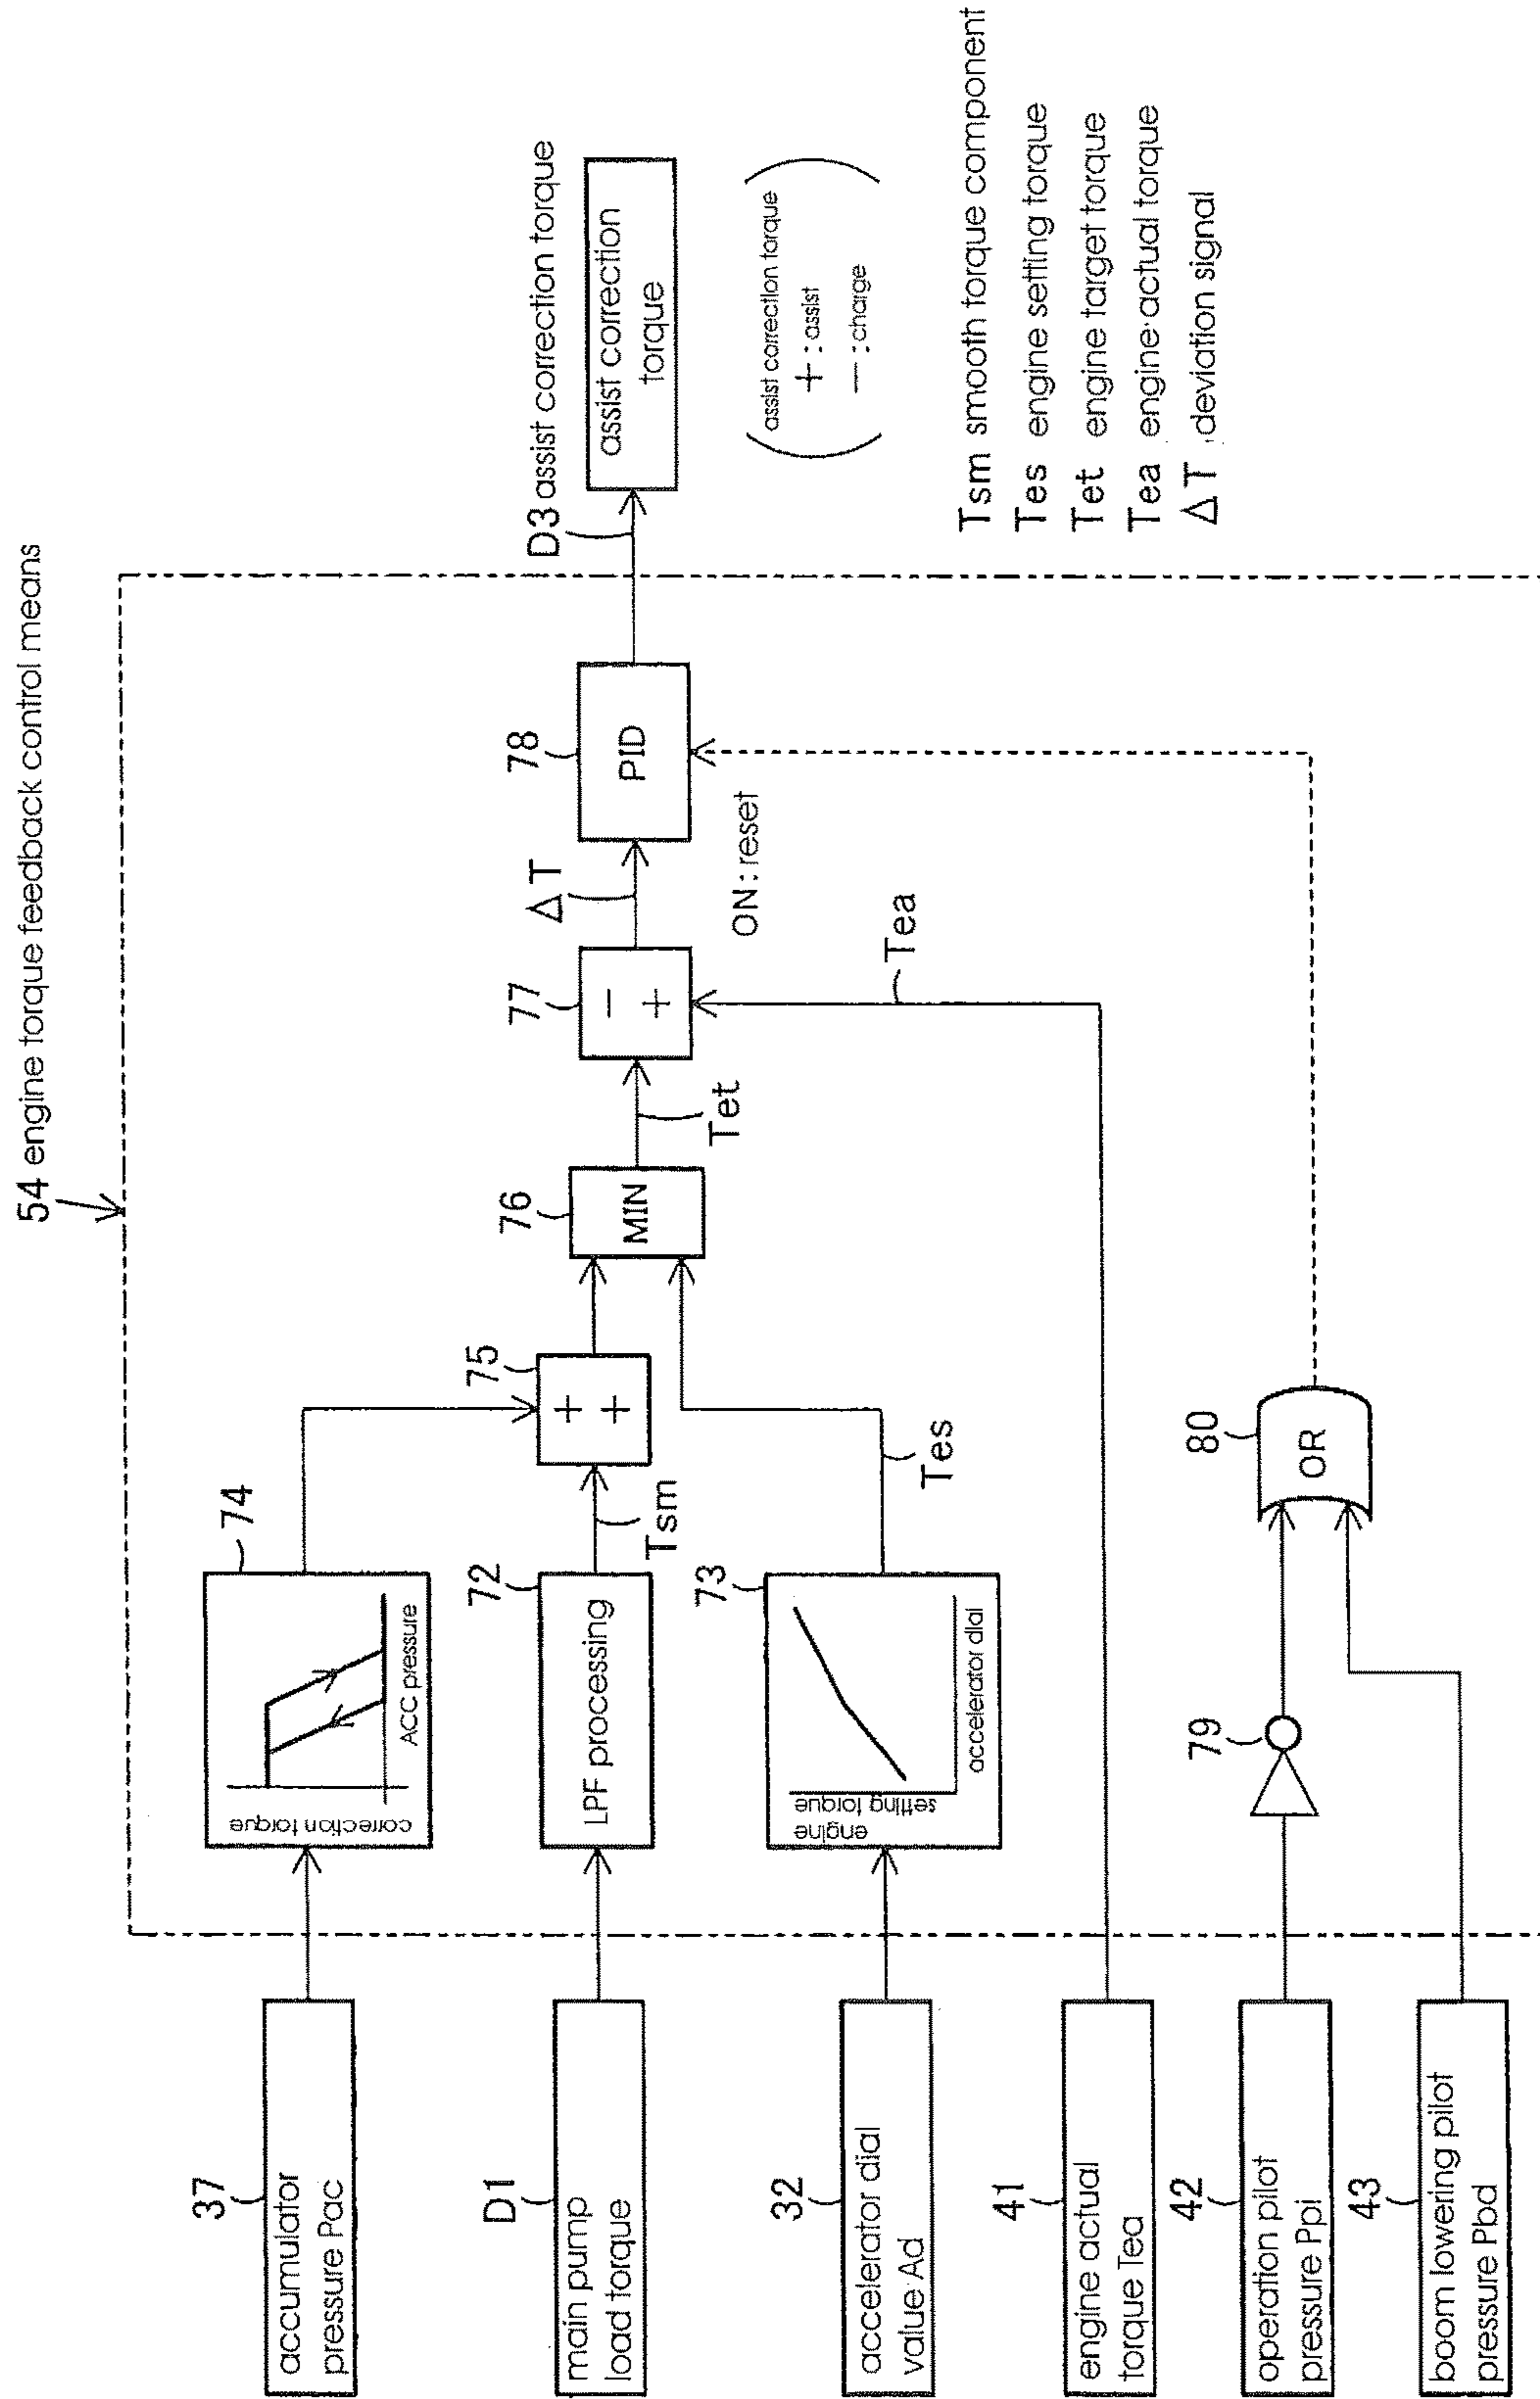 54 engine torque feedback control means
37
accumulator
pressure Pac
74
correction torque
ACC pressure
D1
main pump
load torque
72
LPF processing
Tsm
75
+
+
32
accelerator dial
value Ad
73
engine
setting torque
accelerator dial
Tes
76
MIN
Tet
77
−
+
ΔT
78
PID
ON:reset
D3 assist correction torque
assist correction
torque
assist correction torque
+ : assist
− : charge
41
engine actual
torque Tea
Tea
42
operation pilot
pressure Ppi
79
80
OR
43
boom lowering pilot
pressure Pbd
Tsm smooth torque component
Tes engine setting torque
Tet engine target torque
Tea engine actual torque
ΔT deviation signal